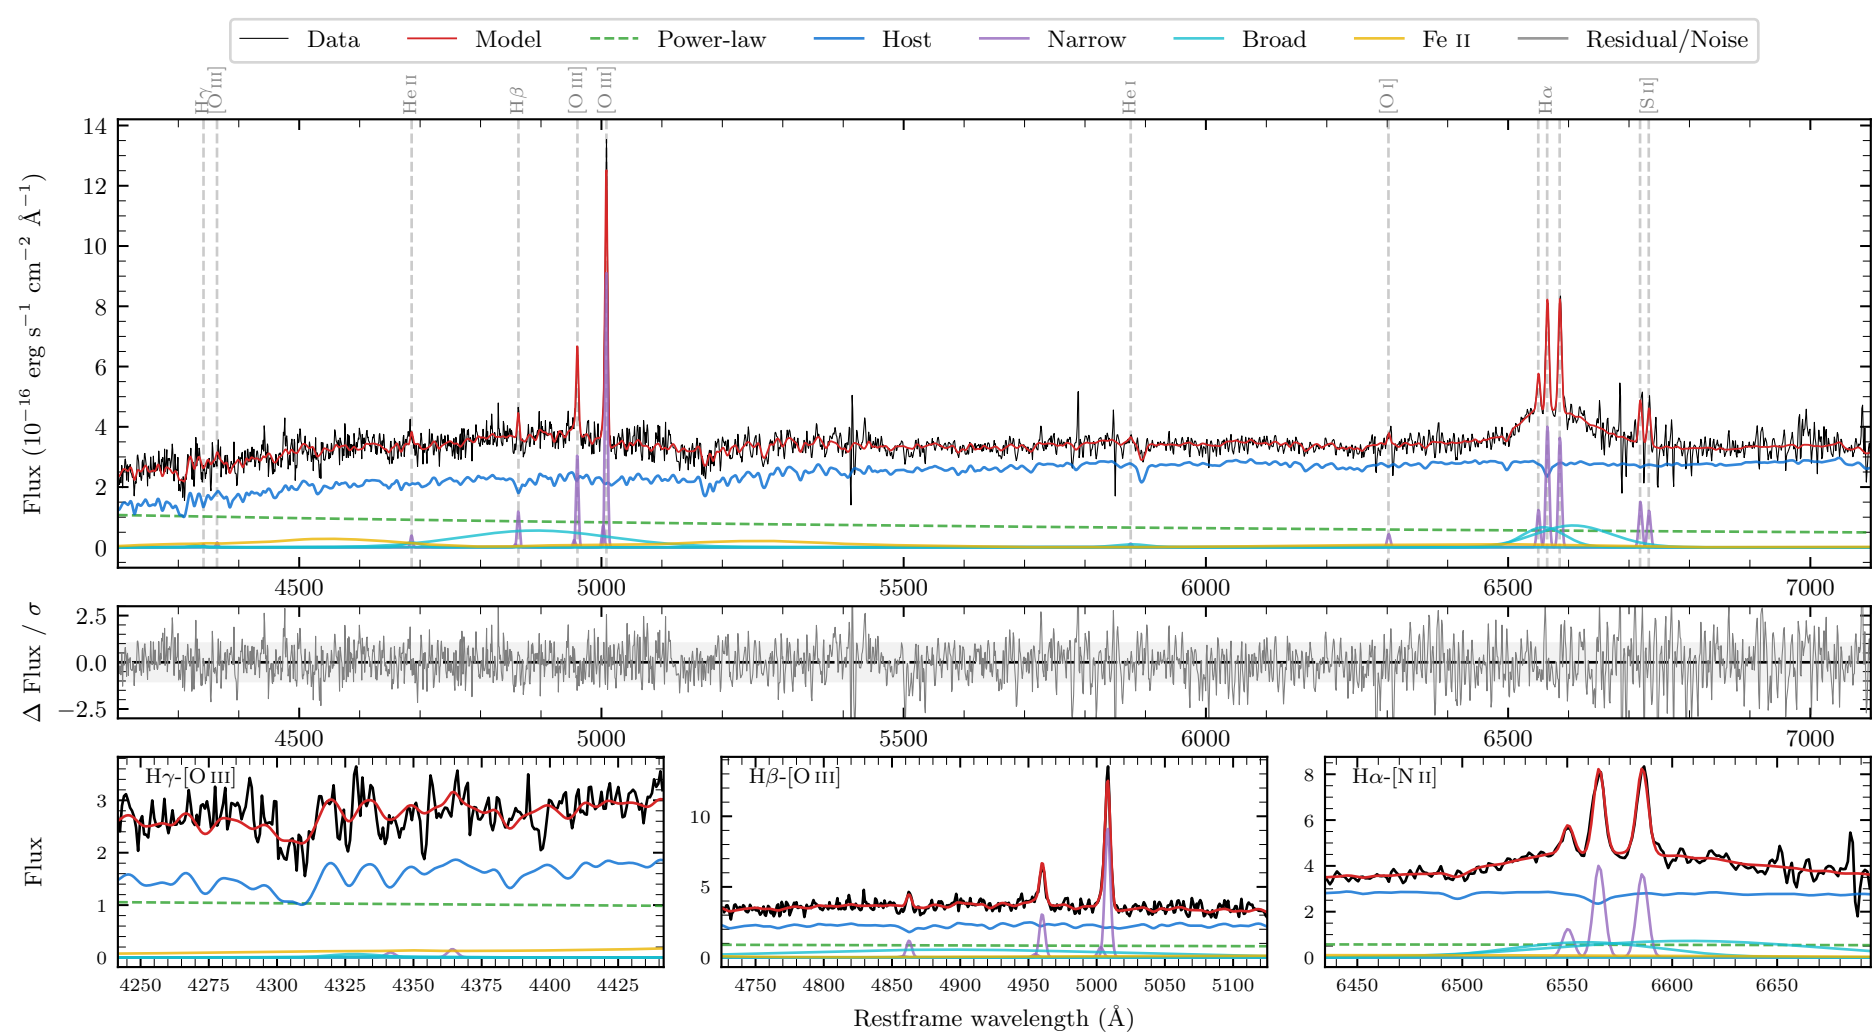 Data Model Power-law Host Narrow Broad Fe II Residual/Noise
Hγ [O III] He II Hβ [O III] [O III] He I [O I] Hα [S II]
Flux (10⁻¹⁶ erg s⁻¹ cm⁻² Å⁻¹)
14
12
10
8
6
4
2
0
4500 5000 5500 6000 6500 7000
Δ Flux / σ
2.5
0.0
−2.5
4500 5000 5500 6000 6500 7000
Flux
Hγ-[O III]
3
2
1
0
4250 4275 4300 4325 4350 4375 4400 4425
Hβ-[O III]
10
5
0
4750 4800 4850 4900 4950 5000 5050 5100
Hα-[N II]
8
6
4
2
0
6450 6500 6550 6600 6650
Restframe wavelength (Å)